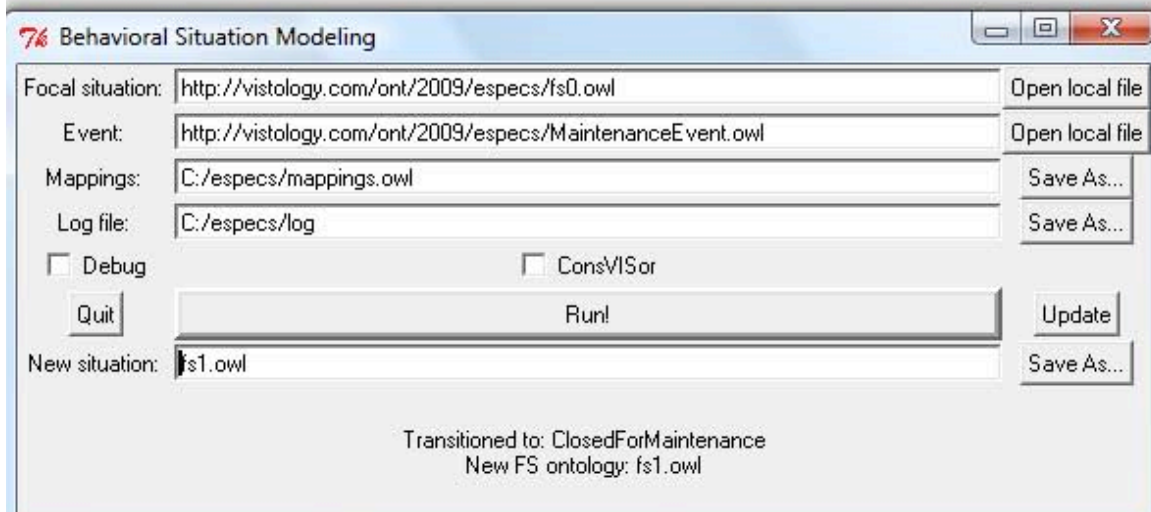 Behavioral Situation Modeling
Focal situation: http://vistology.com/ont/2009/especs/fs0.owl Open local file
Event: http://vistology.com/ont/2009/especs/MaintenanceEvent.owl Open local file
Mappings: C:/especs/mappings.owl Save As...
Log file: C:/especs/log Save As...
Debug ConsVISor
Quit Run! Update
New situation: fs1.owl Save As...
Transitioned to: ClosedForMaintenance
New FS ontology: fs1.owl